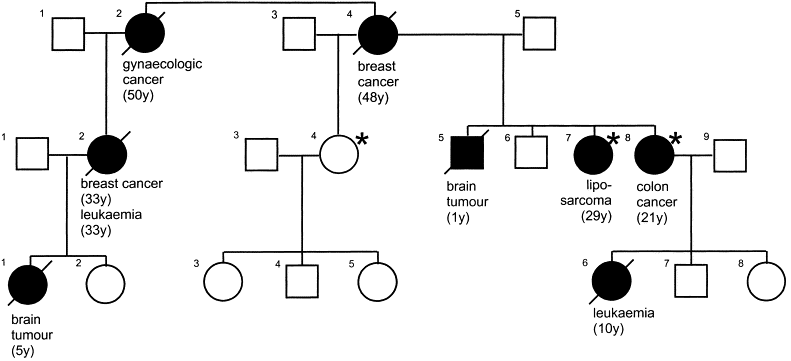 1 2 3 4 5
gynaecologic
cancer
(50y)
breast
cancer
(48y)
1 2 3 4 * 5 6 7 * 8 * 9
breast cancer
(33y)
leukaemia
(33y)
brain
tumour
(1y)
lipo-
sarcoma
(29y)
colon
cancer
(21y)
1 2 3 4 5 6 7 8
brain
tumour
(5y)
leukaemia
(10y)